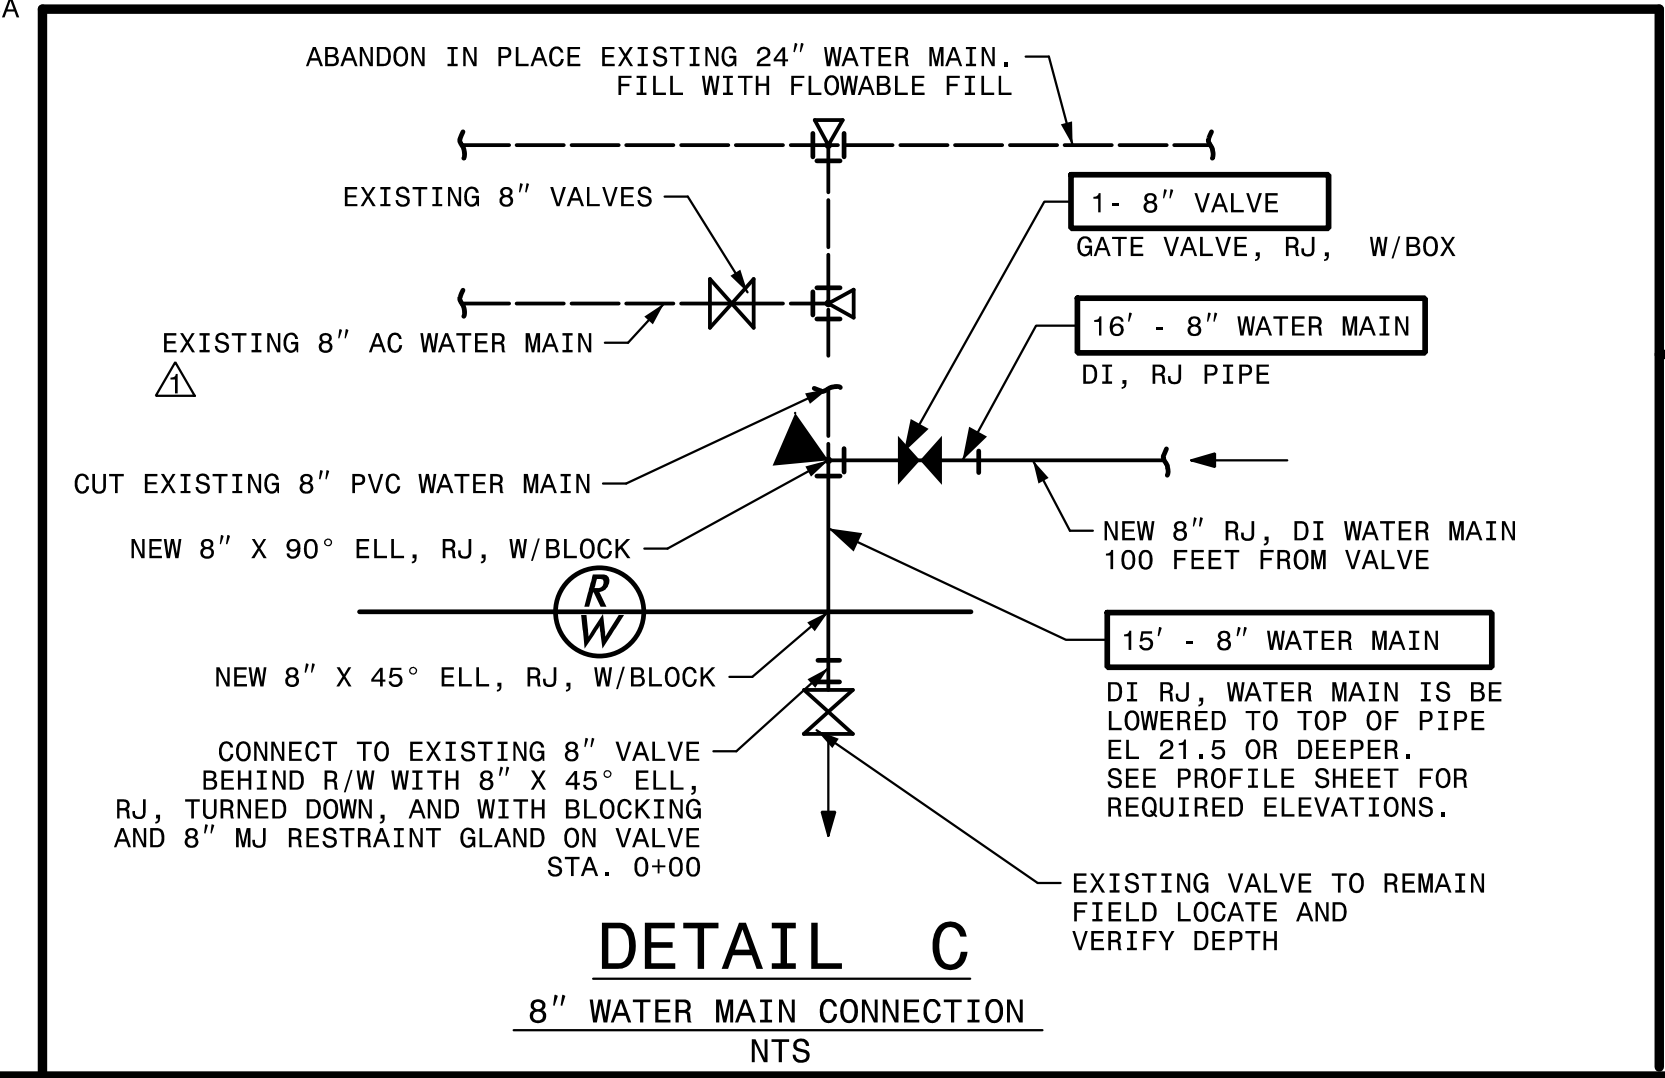 A
ABANDON IN PLACE EXISTING 24" WATER MAIN.
FILL WITH FLOWABLE FILL
EXISTING 8" VALVES
1- 8" VALVE
GATE VALVE, RJ, W/BOX
EXISTING 8" AC WATER MAIN
1
16' - 8" WATER MAIN
DI, RJ PIPE
CUT EXISTING 8" PVC WATER MAIN
NEW 8" X 90° ELL, RJ, W/BLOCK
NEW 8" RJ, DI WATER MAIN
100 FEET FROM VALVE
R
W
NEW 8" X 45° ELL, RJ, W/BLOCK
15' - 8" WATER MAIN
DI RJ, WATER MAIN IS BE
LOWERED TO TOP OF PIPE
EL 21.5 OR DEEPER.
SEE PROFILE SHEET FOR
REQUIRED ELEVATIONS.
CONNECT TO EXISTING 8" VALVE
BEHIND R/W WITH 8" X 45° ELL,
RJ, TURNED DOWN, AND WITH BLOCKING
AND 8" MJ RESTRAINT GLAND ON VALVE
STA. 0+00
EXISTING VALVE TO REMAIN
FIELD LOCATE AND
VERIFY DEPTH
DETAIL C
8" WATER MAIN CONNECTION
NTS